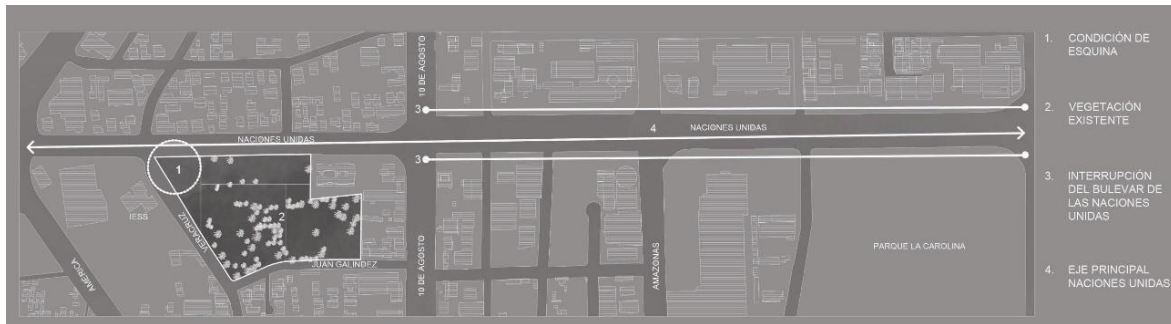 10 DE AGOSTO
3
4
NACIONES UNIDAS
NACIONES UNIDAS
3
1
IESS
VERACRUZ
2
JUAN GALINDEZ
AMÉRICA
10 DE AGOSTO
AMAZONAS
PARQUE LA CAROLINA
1. CONDICIÓN DE
ESQUINA
2. VEGETACIÓN
EXISTENTE
3. INTERRUPCIÓN
DEL BULEVAR DE
LAS NACIONES
UNIDAS
4. EJE PRINCIPAL
NACIONES UNIDAS